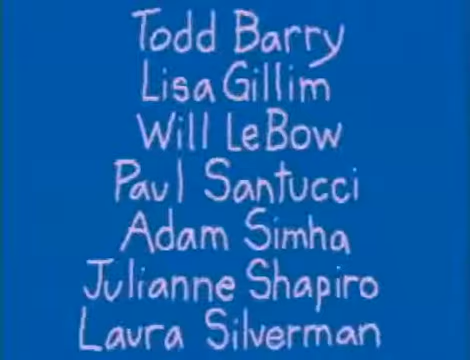 Todd Barry
Lisa Gillim
Will LeBow
Paul Santucci
Adam Simha
Julianne Shapiro
Laura Silverman